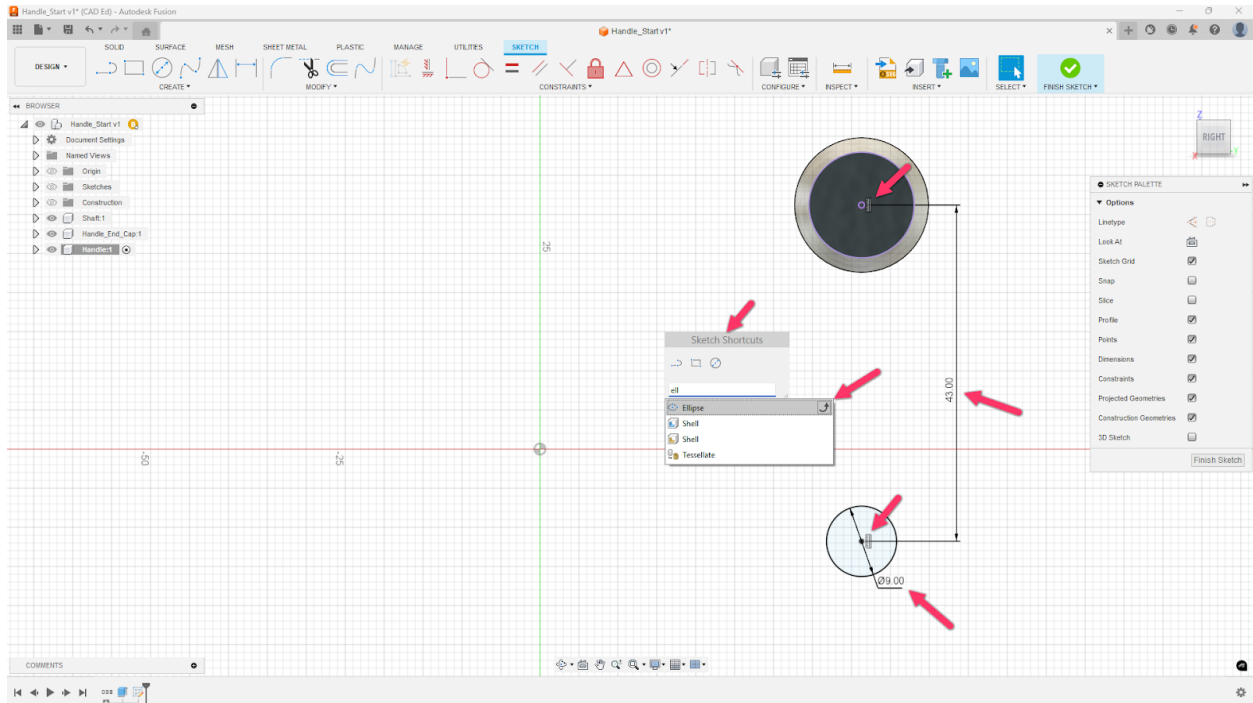 Handle_Start v1* (CAD Ed) - Autodesk Fusion
Handle_Start v1*
SOLID SURFACE MESH SHEET METAL PLASTIC MANAGE UTILITIES SKETCH
DESIGN
CREATE MODIFY CONSTRAINTS CONFIGURE INSPECT INSERT SELECT FINISH SKETCH
BROWSER
Handle_Start v1
Document Settings
Named Views
Origin
Sketches
Construction
Shaft:1
Handle_End_Cap:1
Handle:1
Z
RIGHT
X
Y
SKETCH PALETTE
Options
Linetype
Look At
Sketch Grid
Snap
Slice
Profile
Points
Dimensions
Constraints
Projected Geometries
Construction Geometries
3D Sketch
Finish Sketch
25
Sketch Shortcuts
ell
Ellipse
Shell
Shell
Tessellate
43.00
-50
-25
Ø9.00
COMMENTS